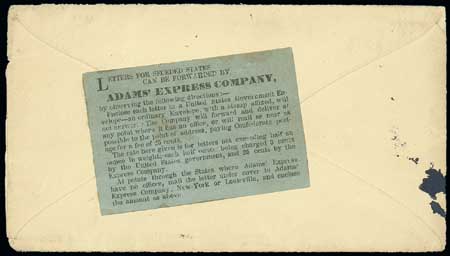 LETTERS FOR SECEDED STATES
CAN BE FORWARDED BY
ADAMS' EXPRESS COMPANY,
by observing the following directions:—
Enclose each letter in a United States Government En-
velope—an ordinary Envelope, with a stamp affixed, will
not answer. The Company will forward and deliver at
any point where it has an office, or will mail as near as
possible to the point of address, paying Confederate post-
age for a fee of 25 cents.
The rate here given is for letters not exceeding half an
ounce in weight; each half ounce being charged 3 cents
by the United States government, and 25 cents by the
Express Company.
At points through the States where Adams' Express
have no offices, mail the letter under cover to Adams'
Express Company, New-York or Louisville, and enclose
the amount as above.